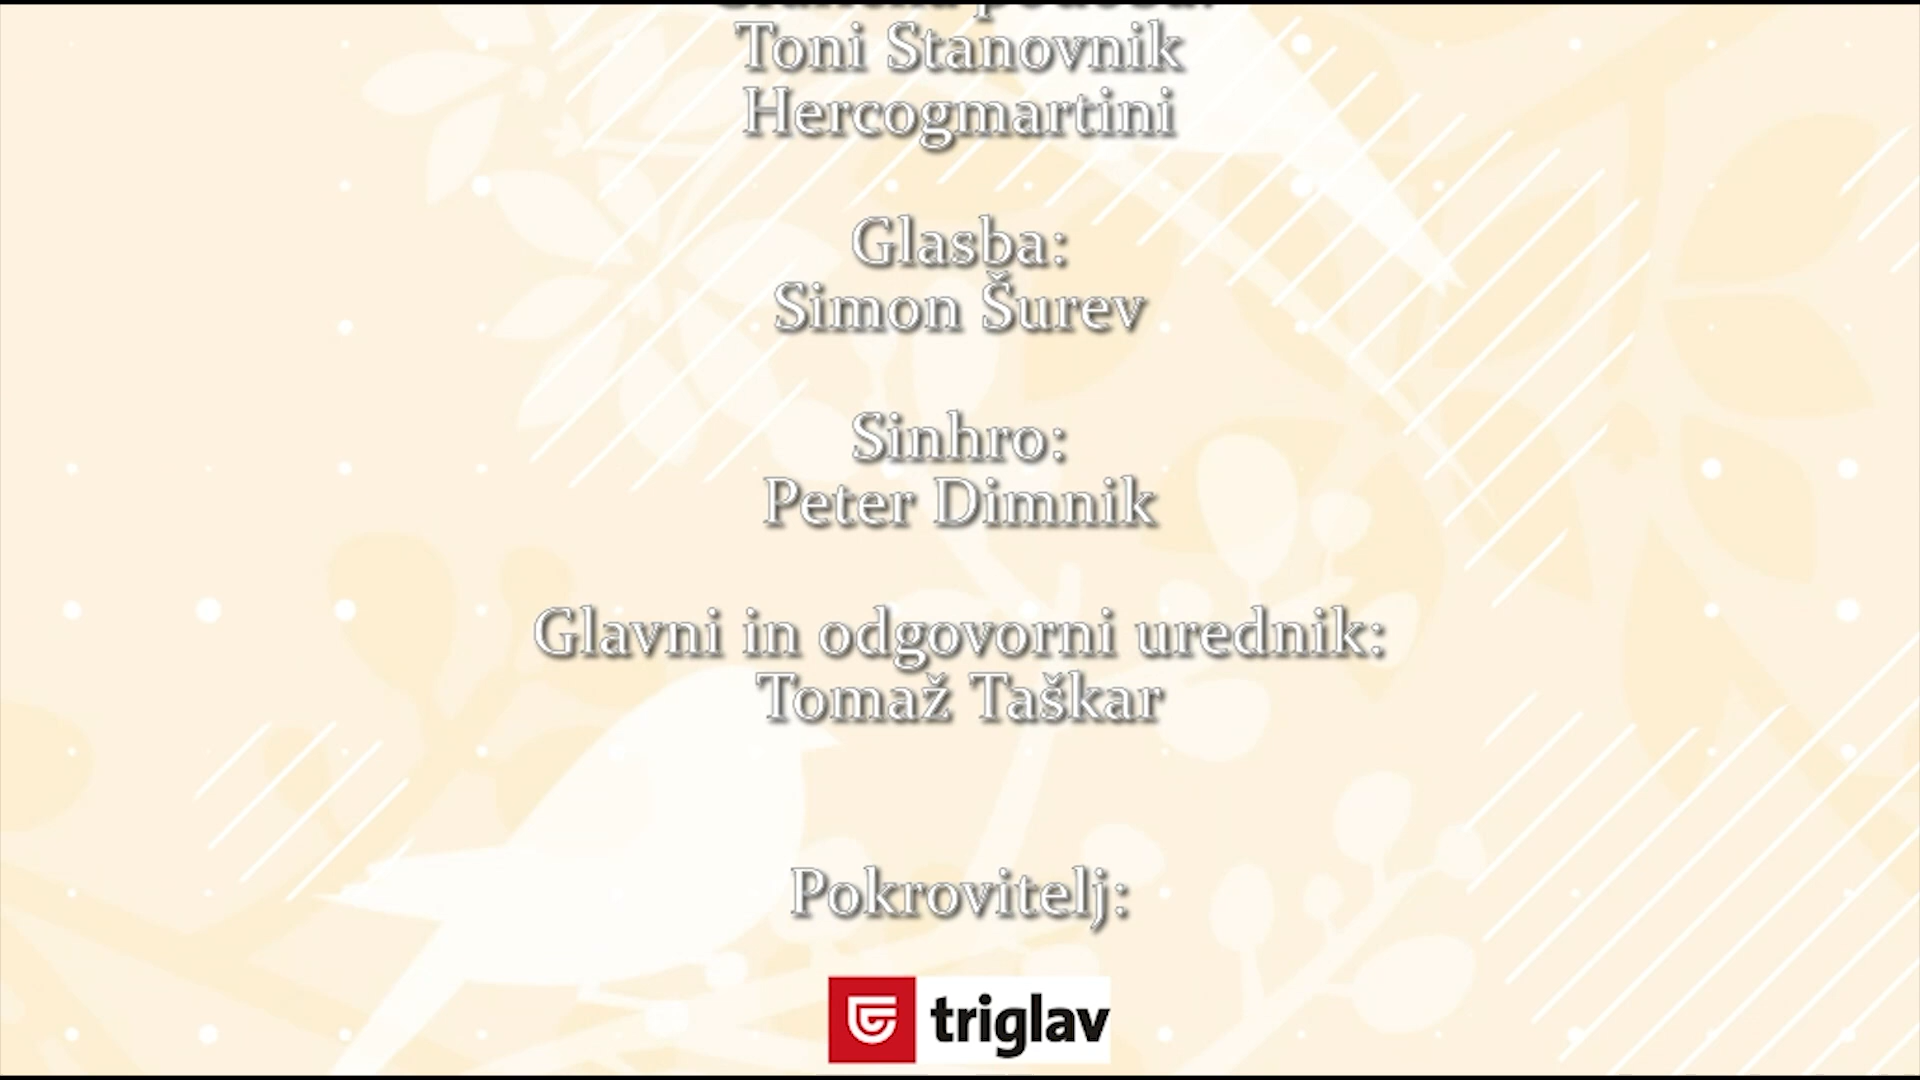 Toni Stanovnik
Hercogmartini
Glasba:
Simon Šurev
Sinhro:
Peter Dimnik
Glavni in odgovorni urednik:
Tomaž Taškar
Pokrovitelj:
triglav